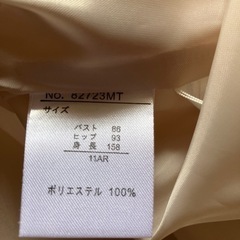 No. 62723MT
サイズ
バスト 86
ヒップ 93
身長 158
11AR
ポリエステル 100%